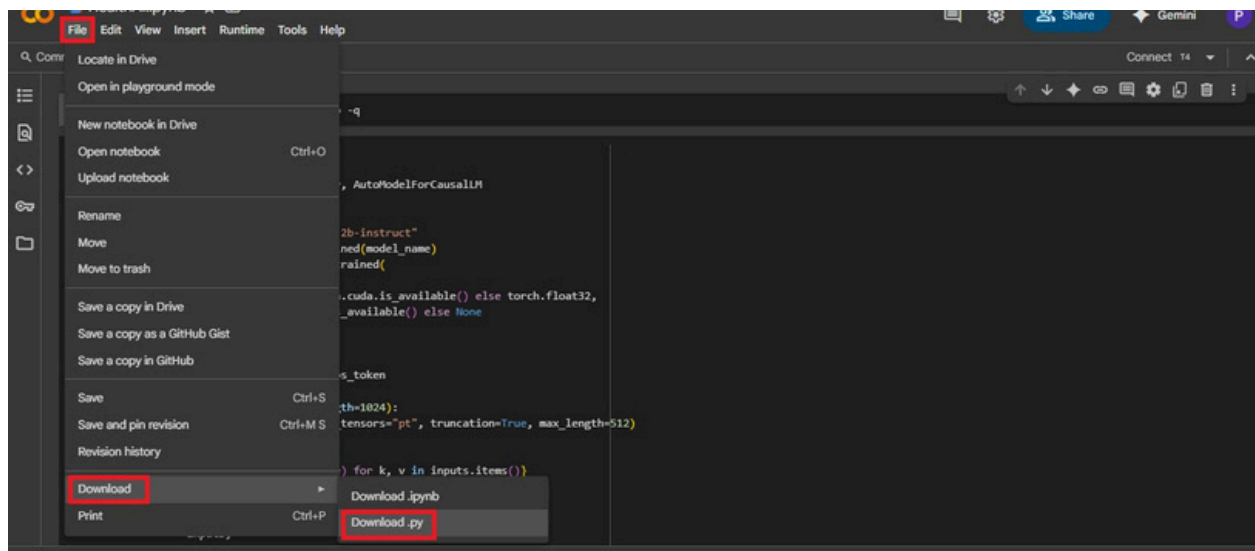 Share Gemini P
File Edit View Insert Runtime Tools Help
Connect T4
Locate in Drive
Open in playground mode
-q
New notebook in Drive
Open notebook Ctrl+O
Upload notebook
, AutoModelForCausalLM
Rename
2b-instruct"
Move
ned(model_name)
Move to trash
rained(
.cuda.is_available() else torch.float32,
Save a copy in Drive
_available() else None
Save a copy as a GitHub Gist
Save a copy in GitHub
s_token
Save Ctrl+S
th=1024):
Save and pin revision Ctrl+M S
tensors="pt", truncation=True, max_length=512)
Revision history
) for k, v in inputs.items()}
Download
Download .ipynb
Print Ctrl+P
Download .py